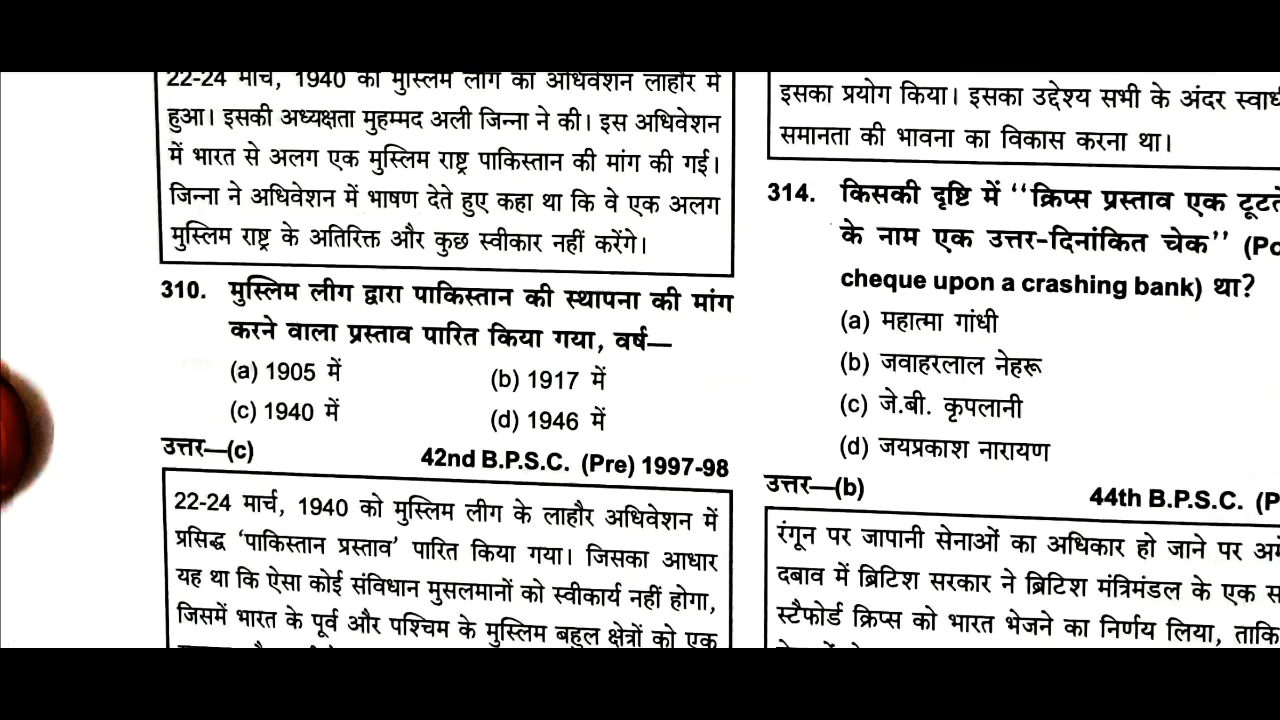 22-24 मार्च, 1940 को मुस्लिम लीग का अधिवेशन लाहौर में
हुआ। इसकी अध्यक्षता मुहम्मद अली जिन्ना ने की। इस अधिवेशन
में भारत से अलग एक मुस्लिम राष्ट्र पाकिस्तान की मांग की गई।
जिन्ना ने अधिवेशन में भाषण देते हुए कहा था कि वे एक अलग
मुस्लिम राष्ट्र के अतिरिक्त और कुछ स्वीकार नहीं करेंगे।
310. मुस्लिम लीग द्वारा पाकिस्तान की स्थापना की मांग
करने वाला प्रस्ताव पारित किया गया, वर्ष—
(a) 1905 में (b) 1917 में
(c) 1940 में (d) 1946 में
उत्तर—(c) 42nd B.P.S.C. (Pre) 1997-98
22-24 मार्च, 1940 को मुस्लिम लीग के लाहौर अधिवेशन में
प्रसिद्ध 'पाकिस्तान प्रस्ताव' पारित किया गया। जिसका आधार
यह था कि ऐसा कोई संविधान मुसलमानों को स्वीकार्य नहीं होगा,
जिसमें भारत के पूर्व और पश्चिम के मुस्लिम बहुल क्षेत्रों को एक
इसका प्रयोग किया। इसका उद्देश्य सभी के अंदर
समानता की भावना का विकास करना था।
314. किसकी दृष्टि में ''क्रिप्स प्रस्ताव एक
के नाम एक उत्तर-दिनांकित चेक''
cheque upon a crashing bank) था?
(a) महात्मा गांधी
(b) जवाहरलाल नेहरू
(c) जे.बी. कृपलानी
(d) जयप्रकाश नारायण
उत्तर—(b) 44th B.P.S.C. (P
रंगून पर जापानी सेनाओं का अधिकार हो जाने पर
दबाव में ब्रिटिश सरकार ने ब्रिटिश मंत्रिमंडल के एक
स्टैफोर्ड क्रिप्स को भारत भेजने का निर्णय लिया, ताकि